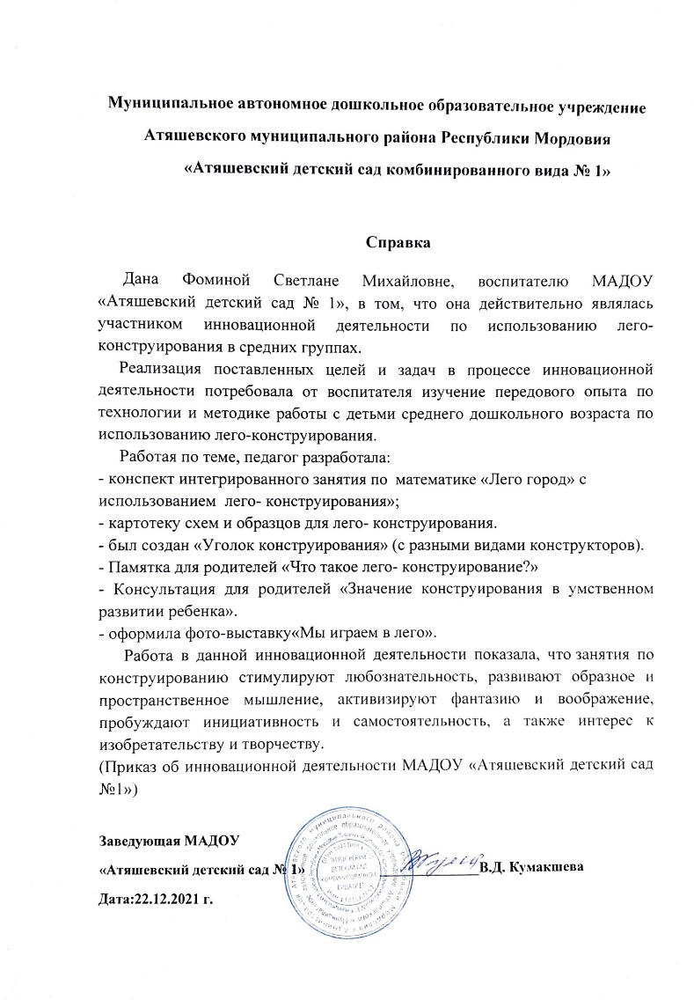 Муниципальное автономное дошкольное образовательное учреждение
Атяшевского муниципального района Республики Мордовия
«Атяшевский детский сад комбинированного вида № 1»
Справка
Дана Фоминой Светлане Михайловне, воспитателю МАДОУ
«Атяшевский детский сад № 1», в том, что она действительно являлась
участником инновационной деятельности по использованию лего-
конструирования в средних группах.
Реализация поставленных целей и задач в процессе инновационной
деятельности потребовала от воспитателя изучение передового опыта по
технологии и методике работы с детьми среднего дошкольного возраста по
использованию лего-конструирования.
Работая по теме, педагог разработала:
- конспект интегрированного занятия по математике «Лего город» с
использованием лего- конструирования»;
- картотеку схем и образцов для лего- конструирования.
- был создан «Уголок конструирования» (с разными видами конструкторов).
- Памятка для родителей «Что такое лего- конструирование?»
- Консультация для родителей «Значение конструирования в умственном
развитии ребенка».
- оформила фото-выставку«Мы играем в лего».
Работа в данной инновационной деятельности показала, что занятия по
конструированию стимулируют любознательность, развивают образное и
пространственное мышление, активизируют фантазию и воображение,
пробуждают инициативность и самостоятельность, а также интерес к
изобретательству и творчеству.
(Приказ об инновационной деятельности МАДОУ «Атяшевский детский сад
№1»)
Заведующая МАДОУ
«Атяшевский детский сад № 1» В.Д. Кумакшева
Дата:22.12.2021 г.
АТЯШЕВСКИЙ
ДЕТСКИЙ САД
КОМБИНИРОВАННОГО
ВИДА №1